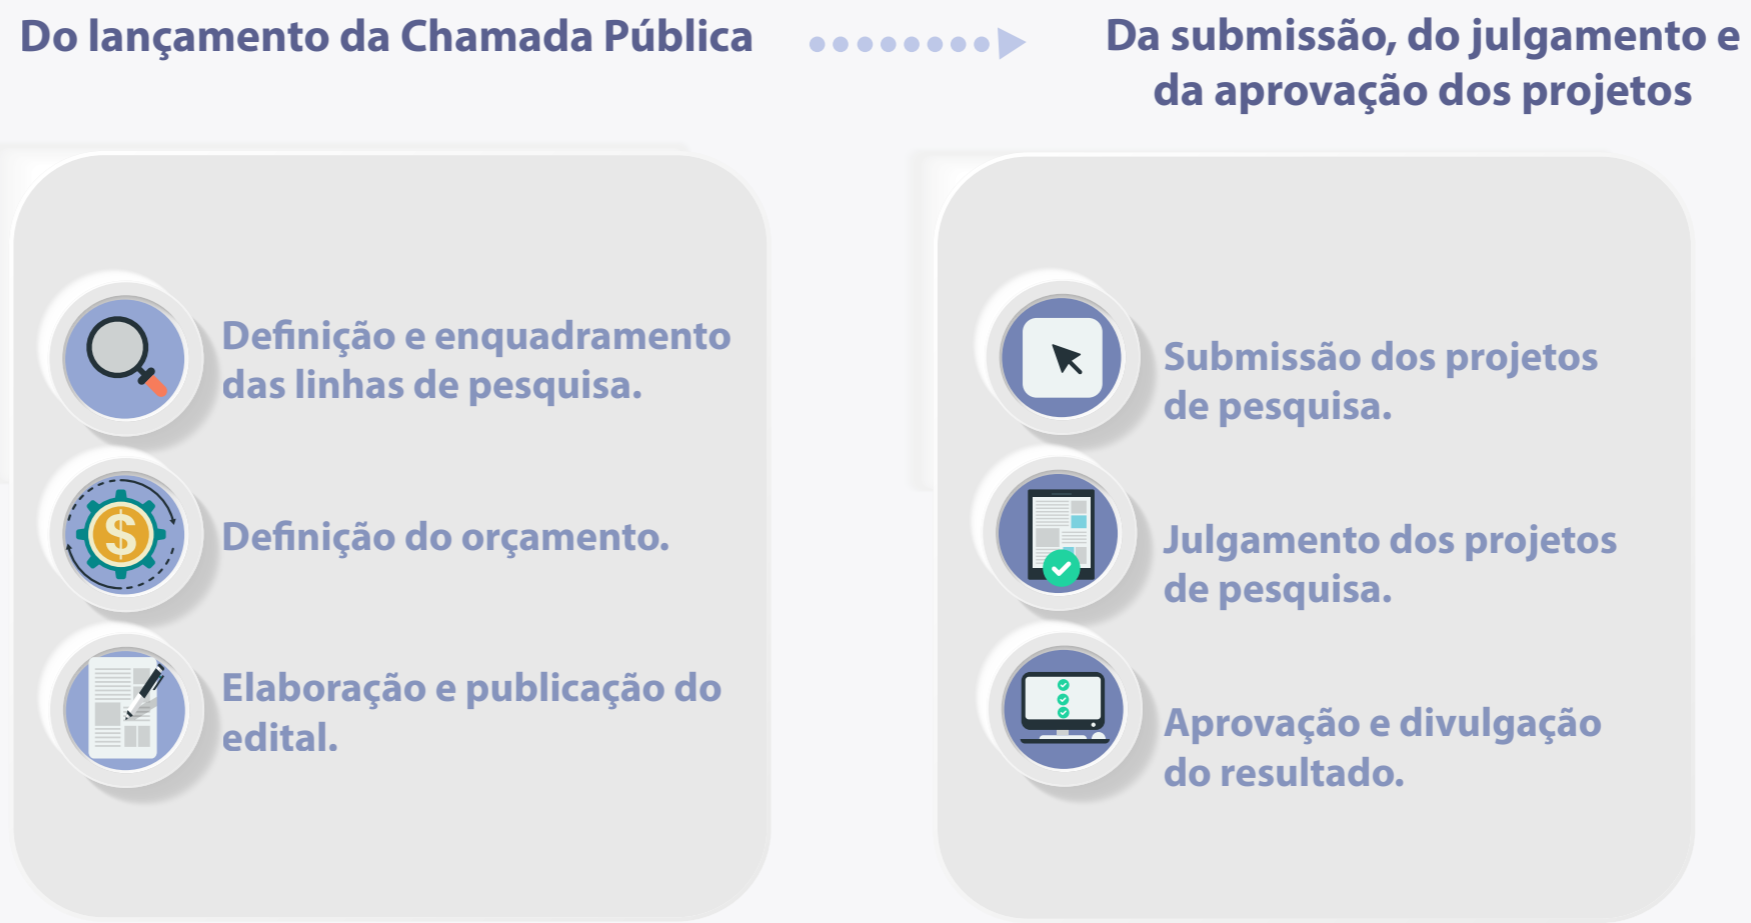 Do lançamento da Chamada Pública
Da submissão, do julgamento e
da aprovação dos projetos
Definição e enquadramento
das linhas de pesquisa.
Definição do orçamento.
Elaboração e publicação do
edital.
Submissão dos projetos
de pesquisa.
Julgamento dos projetos
de pesquisa.
Aprovação e divulgação
do resultado.